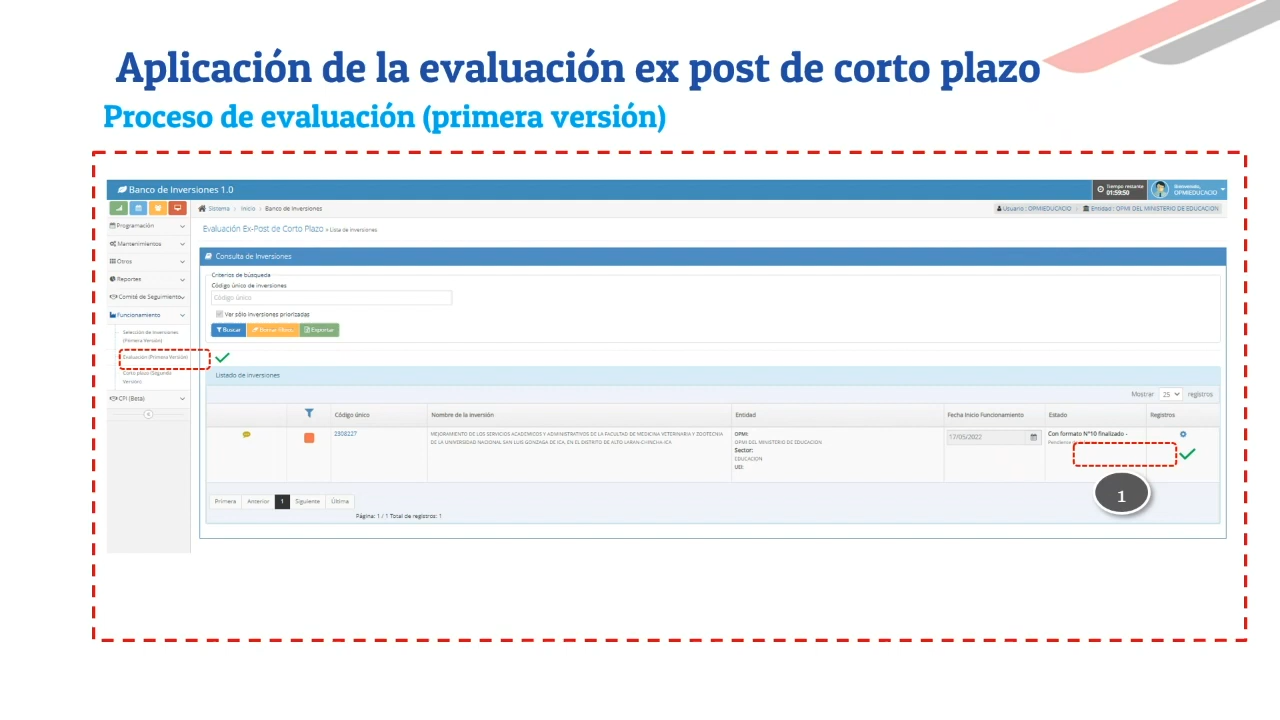 Aplicación de la evaluación ex post de corto plazo
Proceso de evaluación (primera versión)
Banco de Inversiones 1.0
Tiempo restante
01:59:50
Bienvenido,
OPMIEDUCACIO
Sistema > Inicio > Banco de Inversiones
Usuario : OPMIEDUCACIO
Entidad : OPMI DEL MINISTERIO DE EDUCACION
Programación
Mantenimientos
Otros
Reportes
Comité de Seguimiento
Funcionamiento
Selección de Inversiones
(Primera Versión)
Evaluación (Primera Versión)
Corto plazo (Segunda
Versión)
CPI (Beta)
Evaluación Ex-Post de Corto Plazo » Lista de Inversiones
Consulta de Inversiones
Criterios de búsqueda
Código único de inversiones
Código único
Ver sólo inversiones priorizadas
Buscar
Borrar filtros
Exportar
Listado de inversiones
Mostrar 25 registros
Código único
Nombre de la Inversión
Entidad
Fecha Inicio Funcionamiento
Estado
Registros
2308227
MEJORAMIENTO DE LOS SERVICIOS ACADEMICOS Y ADMINISTRATIVOS DE LA FACULTAD DE MEDICINA VETERINARIA Y ZOOTECNIA
DE LA UNIVERSIDAD NACIONAL SAN LUIS GONZAGA DE ICA, EN EL DISTRITO DE ALTO LARAN-CHINCHA-ICA
OPMI:
OPMI DEL MINISTERIO DE EDUCACION
Sector:
EDUCACION
UEI:
17/05/2022
Con formato N°10 finalizado -
Pendiente
1
Primera
Anterior
1
Siguiente
Última
Página: 1 / 1 Total de registros: 1